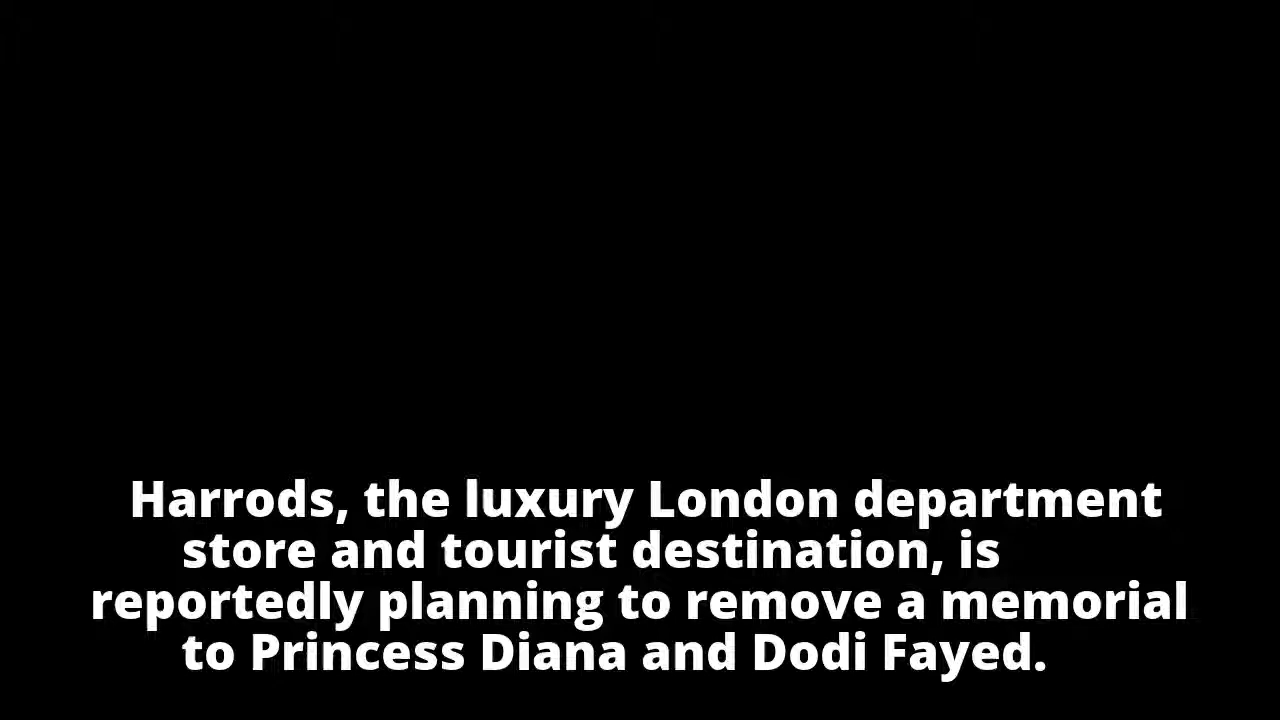 Harrods, the luxury London department
store and tourist destination, is
reportedly planning to remove a memorial
to Princess Diana and Dodi Fayed.